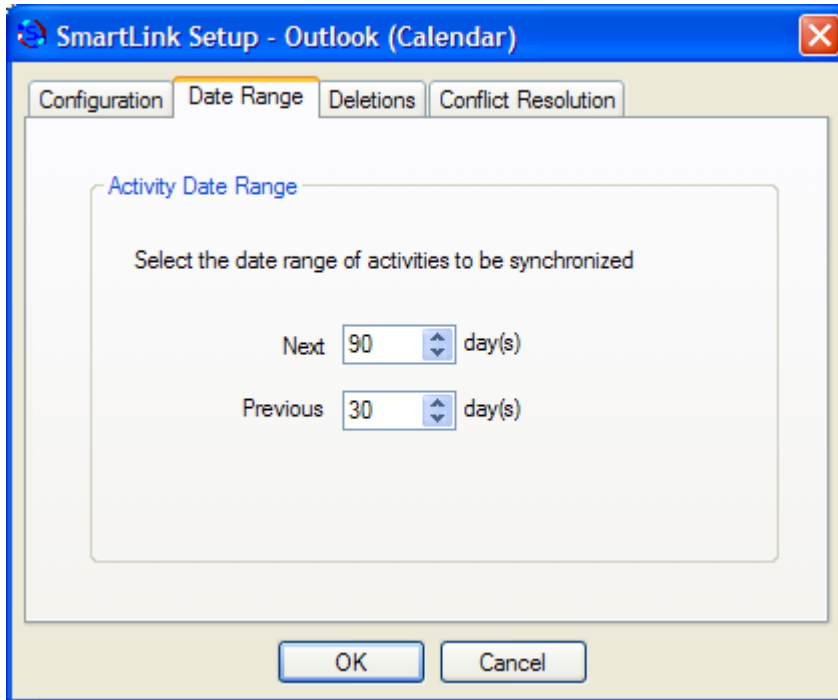 SmartLink Setup - Outlook (Calendar)
Configuration Date Range Deletions Conflict Resolution
Activity Date Range
Select the date range of activities to be synchronized
Next 90 day(s)
Previous 30 day(s)
OK Cancel